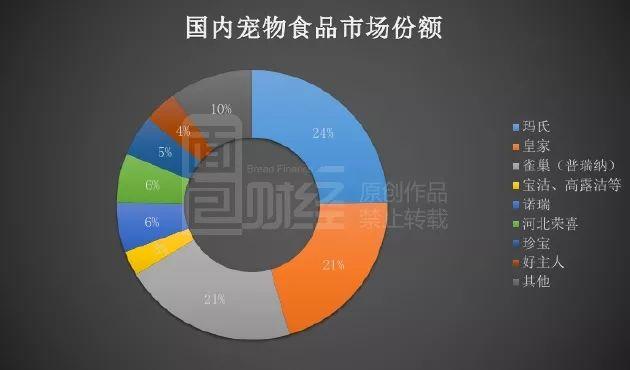 国内宠物食品市场份额
24%
21%
21%
6%
6%
5%
4%
10%
玛氏
皇家
雀巢（普瑞纳）
宝洁、高露洁等
诺瑞
河北荣喜
珍宝
好主人
其他
Bread Finance
财经
原创作品
禁止转载